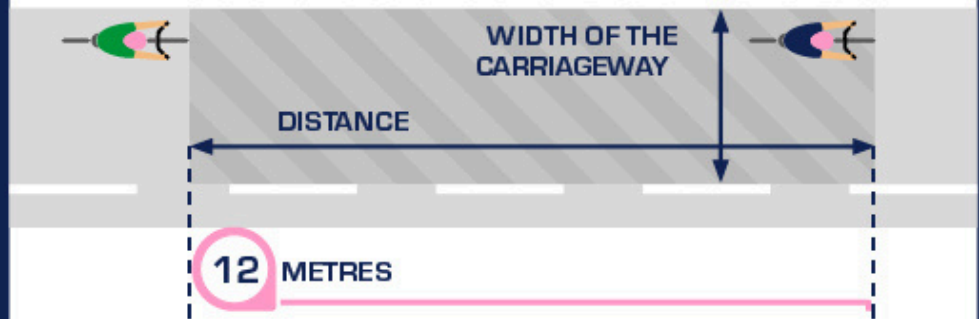 WIDTH OF THE
CARRIAGEWAY
DISTANCE
12 METRES